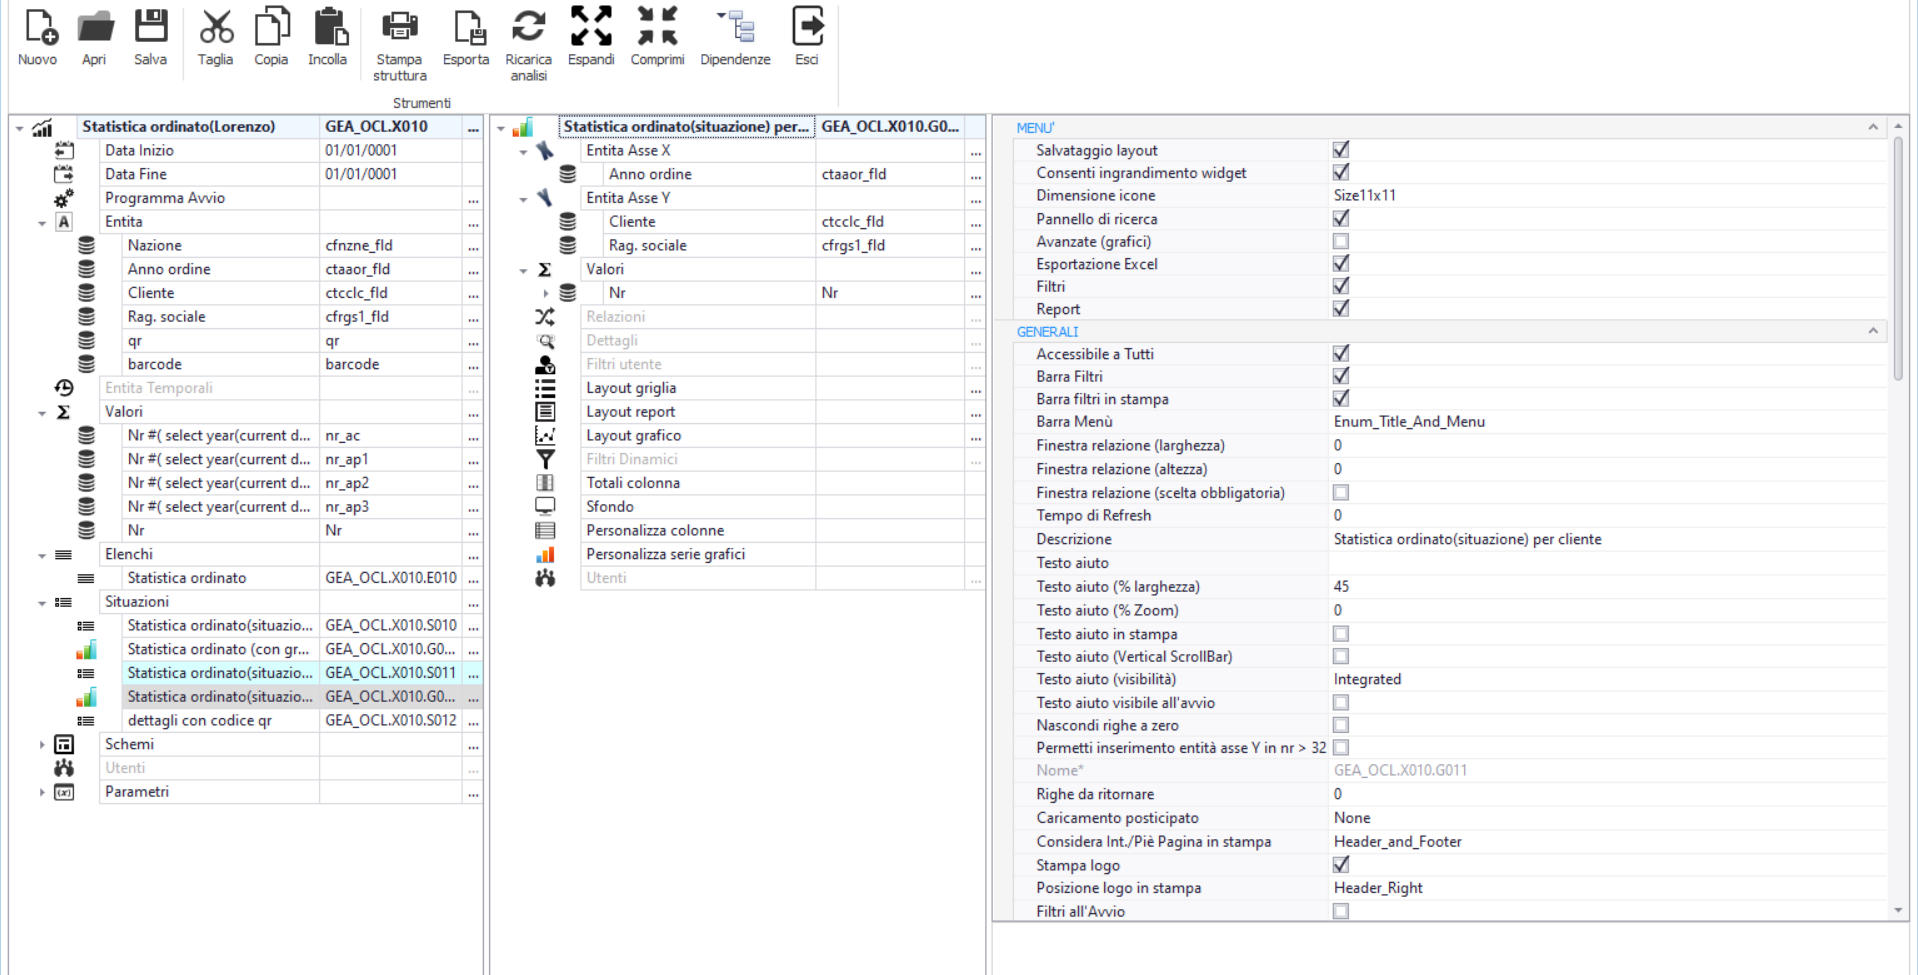 Nuovo
Apri
Salva
Taglia
Copia
Incolla
Stampa
struttura
Esporta
Ricarica
analisi
Espandi
Comprimi
Dipendenze
Esci
Strumenti
Statistica ordinato(Lorenzo) GEA_OCL.X010 ...
Data Inizio 01/01/0001
Data Fine 01/01/0001
Programma Avvio ...
A Entita ...
Nazione cfnzne_fld ...
Anno ordine ctaaor_fld ...
Cliente ctcclc_fld ...
Rag. sociale cfrgs1_fld ...
qr qr ...
barcode barcode ...
Entita Temporali ...
Σ Valori ...
Nr #( select year(current d... nr_ac ...
Nr #( select year(current d... nr_ap1 ...
Nr #( select year(current d... nr_ap2 ...
Nr #( select year(current d... nr_ap3 ...
Nr Nr ...
Elenchi ...
Statistica ordinato GEA_OCL.X010.E010 ...
Situazioni ...
Statistica ordinato(situazio... GEA_OCL.X010.S010 ...
Statistica ordinato (con gr... GEA_OCL.X010.G0... ...
Statistica ordinato(situazio... GEA_OCL.X010.S011 ...
Statistica ordinato(situazio... GEA_OCL.X010.G0... ...
dettagli con codice qr GEA_OCL.X010.S012 ...
Schemi ...
Utenti ...
(x) Parametri ...
Statistica ordinato(situazione) per... GEA_OCL.X010.G0...
Entita Asse X ...
Anno ordine ctaaor_fld ...
Entita Asse Y ...
Cliente ctcclc_fld ...
Rag. sociale cfrgs1_fld ...
Σ Valori ...
Nr Nr ...
Relazioni ...
Dettagli ...
Filtri utente ...
Layout griglia ...
Layout report ...
Layout grafico ...
Filtri Dinamici ...
Totali colonna
Sfondo
Personalizza colonne
Personalizza serie grafici
Utenti ...
MENU'
Salvataggio layout
Consenti ingrandimento widget
Dimensione icone Size11x11
Pannello di ricerca
Avanzate (grafici)
Esportazione Excel
Filtri
Report
GENERALI
Accessibile a Tutti
Barra Filtri
Barra filtri in stampa
Barra Menù Enum_Title_And_Menu
Finestra relazione (larghezza) 0
Finestra relazione (altezza) 0
Finestra relazione (scelta obbligatoria)
Tempo di Refresh 0
Descrizione Statistica ordinato(situazione) per cliente
Testo aiuto
Testo aiuto (% larghezza) 45
Testo aiuto (% Zoom) 0
Testo aiuto in stampa
Testo aiuto (Vertical ScrollBar)
Testo aiuto (visibilità) Integrated
Testo aiuto visibile all'avvio
Nascondi righe a zero
Permetti inserimento entità asse Y in nr > 32
Nome* GEA_OCL.X010.G011
Righe da ritornare 0
Caricamento posticipato None
Considera Int./Piè Pagina in stampa Header_and_Footer
Stampa logo
Posizione logo in stampa Header_Right
Filtri all'Avvio